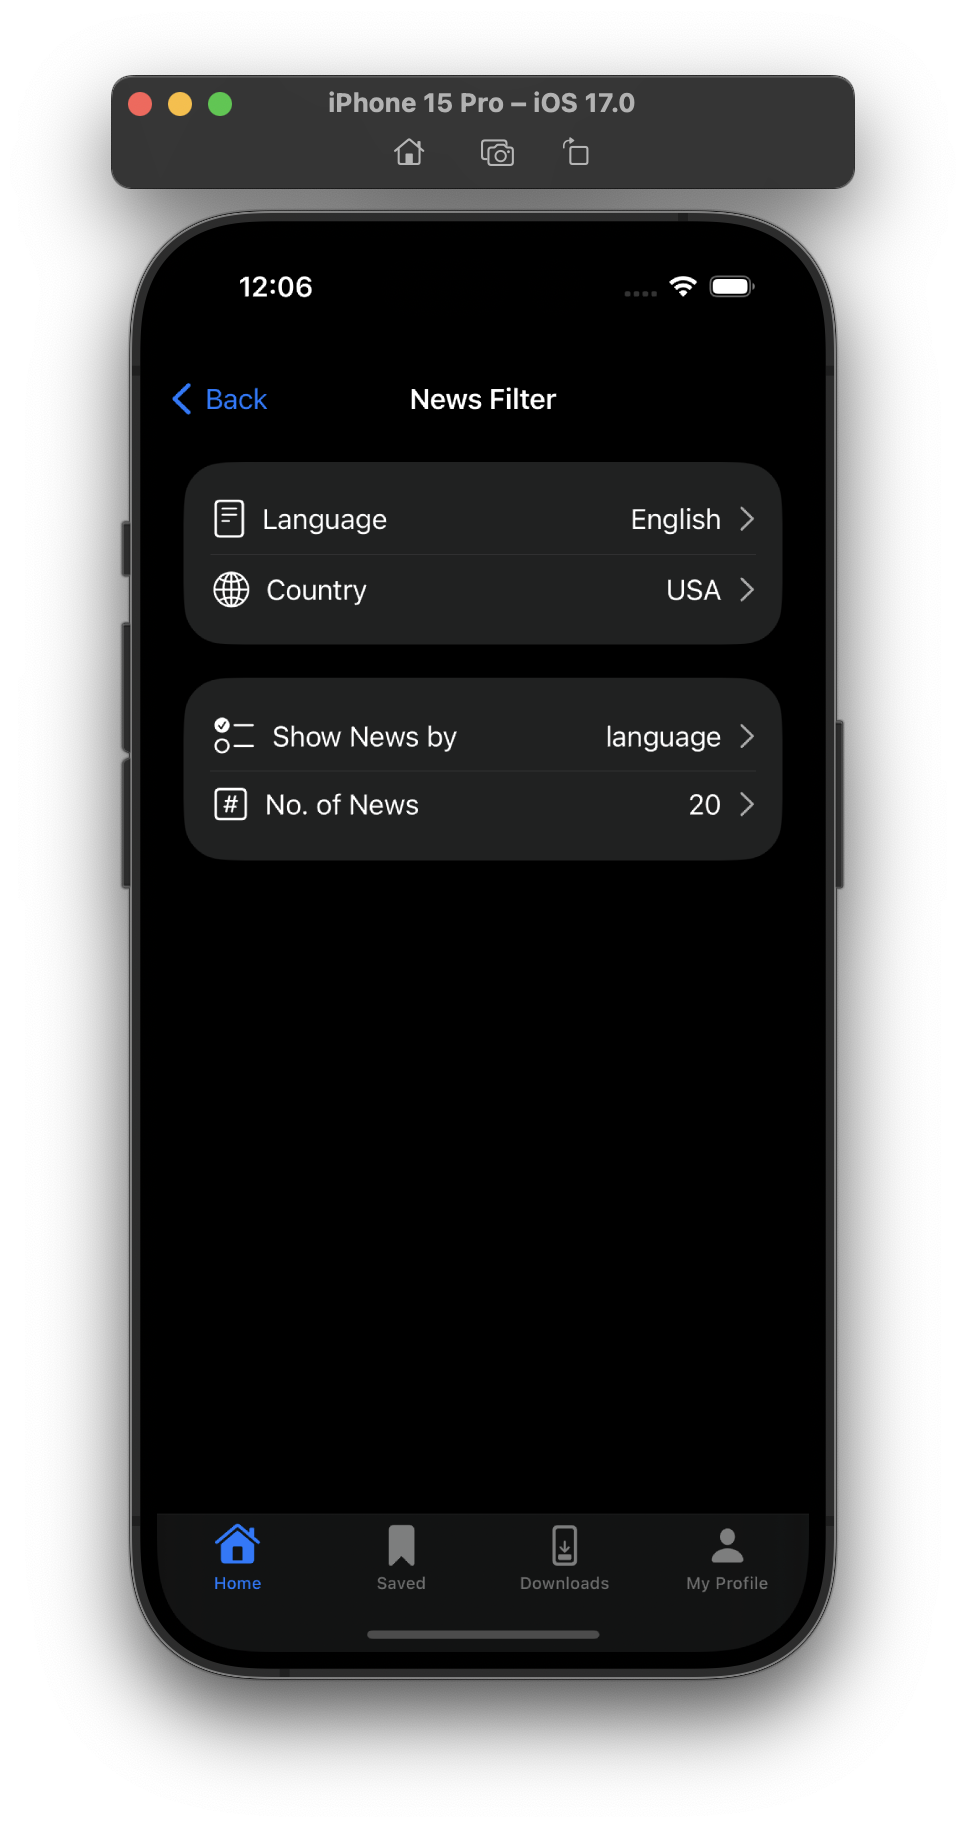 iPhone 15 Pro – iOS 17.0
12:06
Back
News Filter
Language English
Country USA
Show News by language
# No. of News 20
Home Saved Downloads My Profile